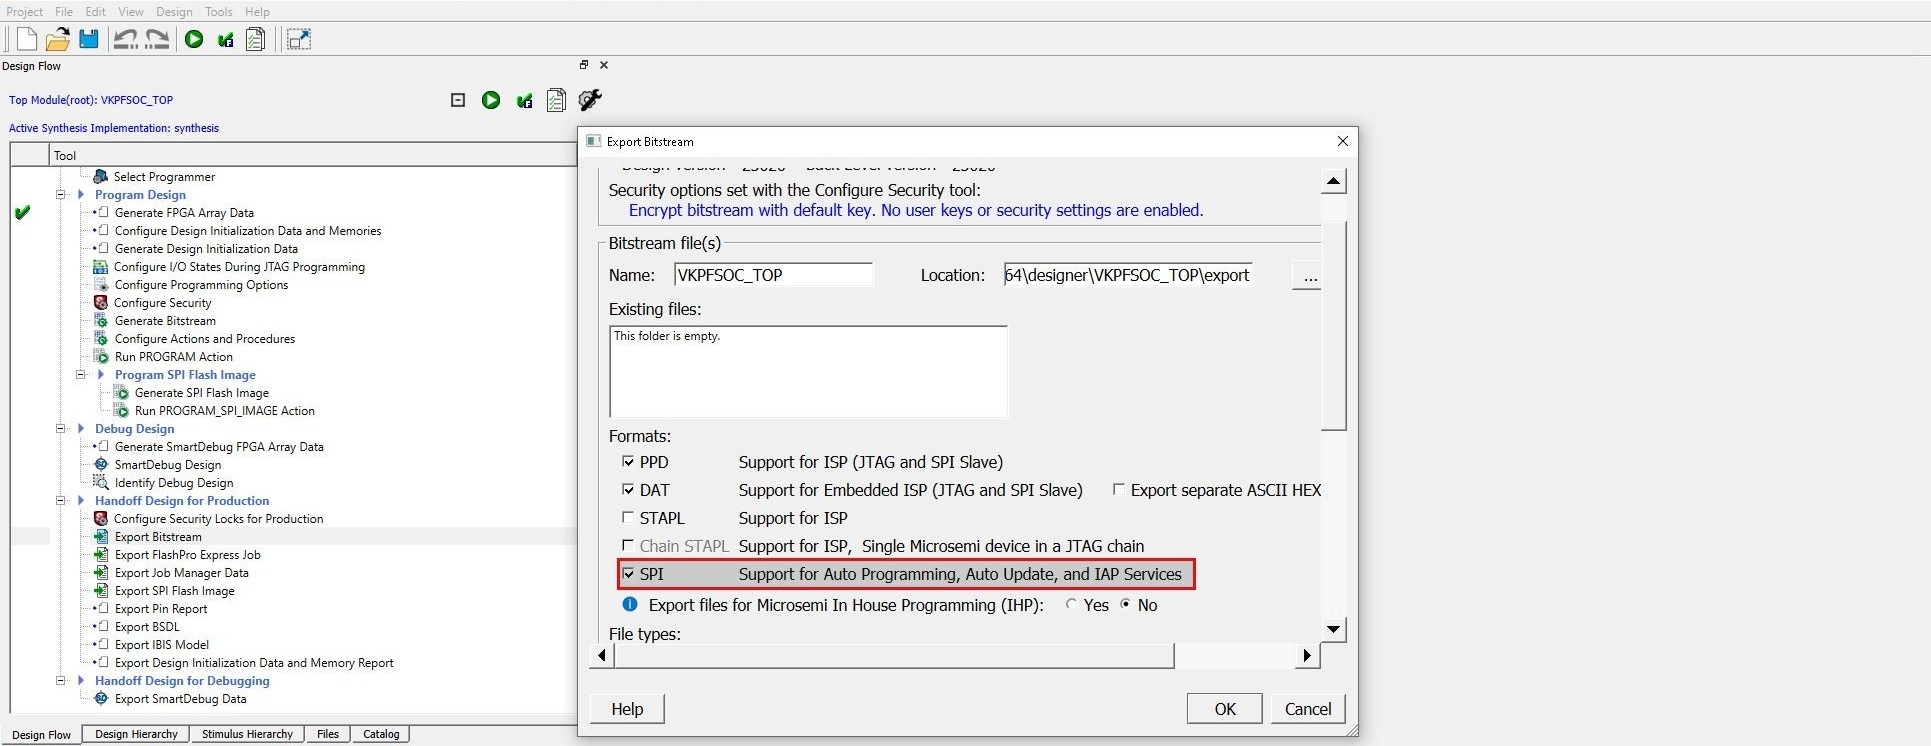 Project File Edit View Design Tools Help
Design Flow
Top Module(root): VKPFSOC_TOP
Active Synthesis Implementation: synthesis
Tool
Select Programmer
Program Design
Generate FPGA Array Data
Configure Design Initialization Data and Memories
Generate Design Initialization Data
Configure I/O States During JTAG Programming
Configure Programming Options
Configure Security
Generate Bitstream
Configure Actions and Procedures
Run PROGRAM Action
Program SPI Flash Image
Generate SPI Flash Image
Run PROGRAM_SPI_IMAGE Action
Debug Design
Generate SmartDebug FPGA Array Data
SmartDebug Design
Identify Debug Design
Handoff Design for Production
Configure Security Locks for Production
Export Bitstream
Export FlashPro Express Job
Export Job Manager Data
Export SPI Flash Image
Export Pin Report
Export BSDL
Export IBIS Model
Export Design Initialization Data and Memory Report
Handoff Design for Debugging
Export SmartDebug Data
Design Flow Design Hierarchy Stimulus Hierarchy Files Catalog
Export Bitstream
Security options set with the Configure Security tool:
Encrypt bitstream with default key. No user keys or security settings are enabled.
Bitstream file(s)
Name: VKPFSOC_TOP Location: 64\designer\VKPFSOC_TOP\export ...
Existing files:
This folder is empty.
Formats:
PPD Support for ISP (JTAG and SPI Slave)
DAT Support for Embedded ISP (JTAG and SPI Slave) Export separate ASCII HEX
STAPL Support for ISP
Chain STAPL Support for ISP, Single Microsemi device in a JTAG chain
SPI Support for Auto Programming, Auto Update, and IAP Services
Export files for Microsemi In House Programming (IHP): Yes No
File types:
Help OK Cancel